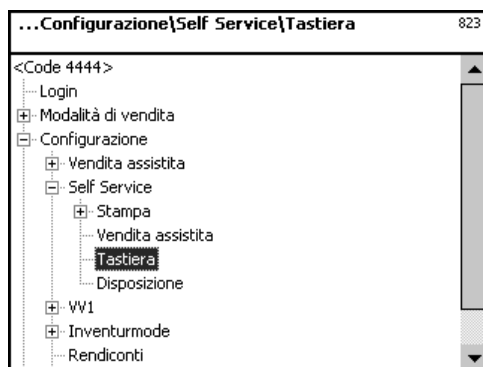 ...Configurazione\Self Service\Tastiera 823
<Code 4444>
Login
Modalità di vendita
Configurazione
Vendita assistita
Self Service
Stampa
Vendita assistita
Tastiera
Disposizione
VV1
Inventurmode
Rendiconti